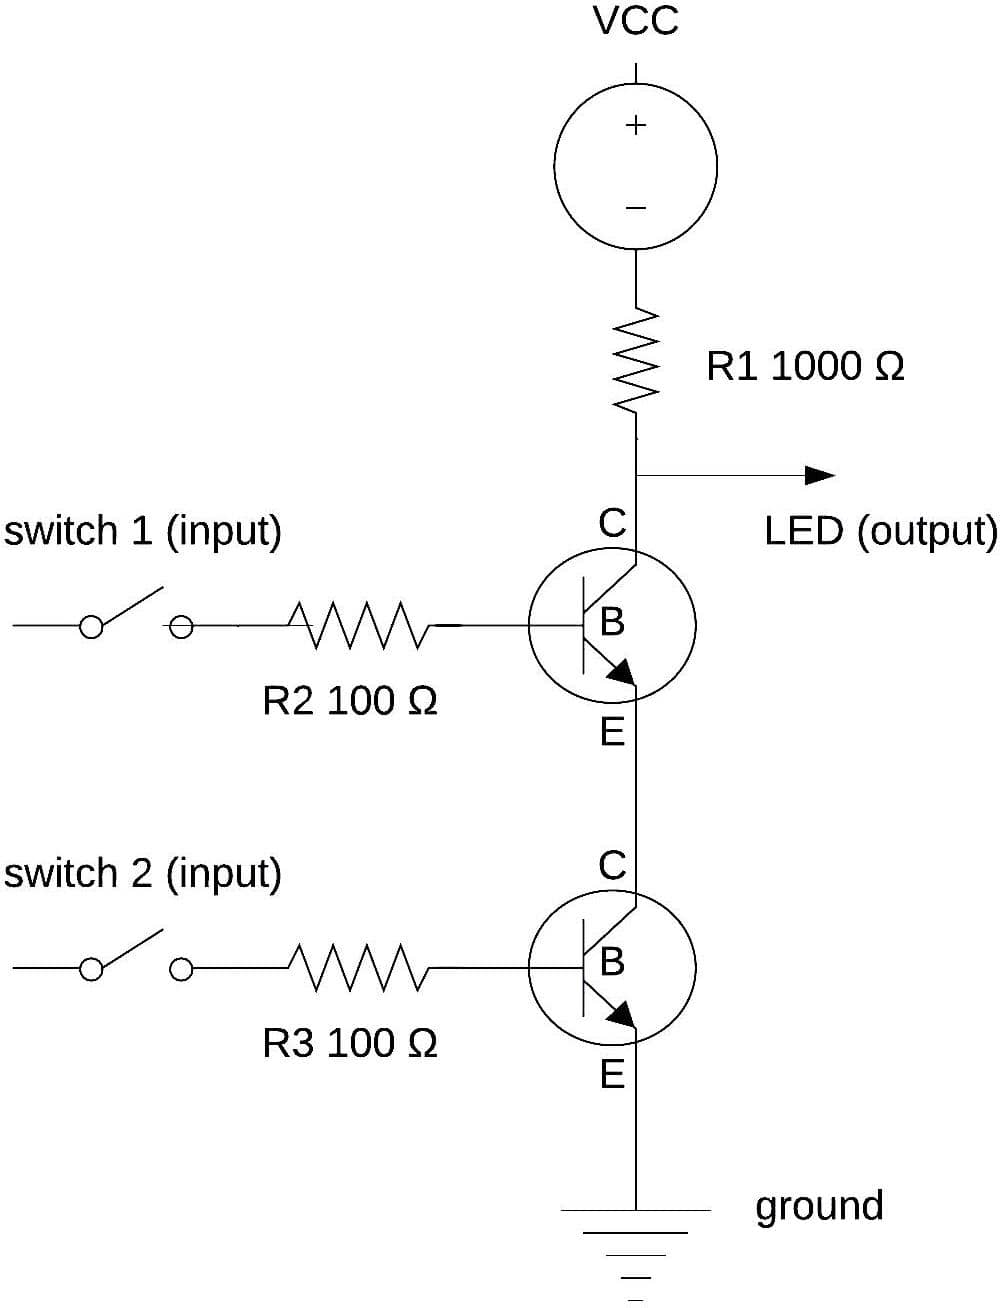 VCC
+
−
R1 1000 Ω
LED (output)
C
switch 1 (input)
B
R2 100 Ω
E
C
switch 2 (input)
B
R3 100 Ω
E
ground